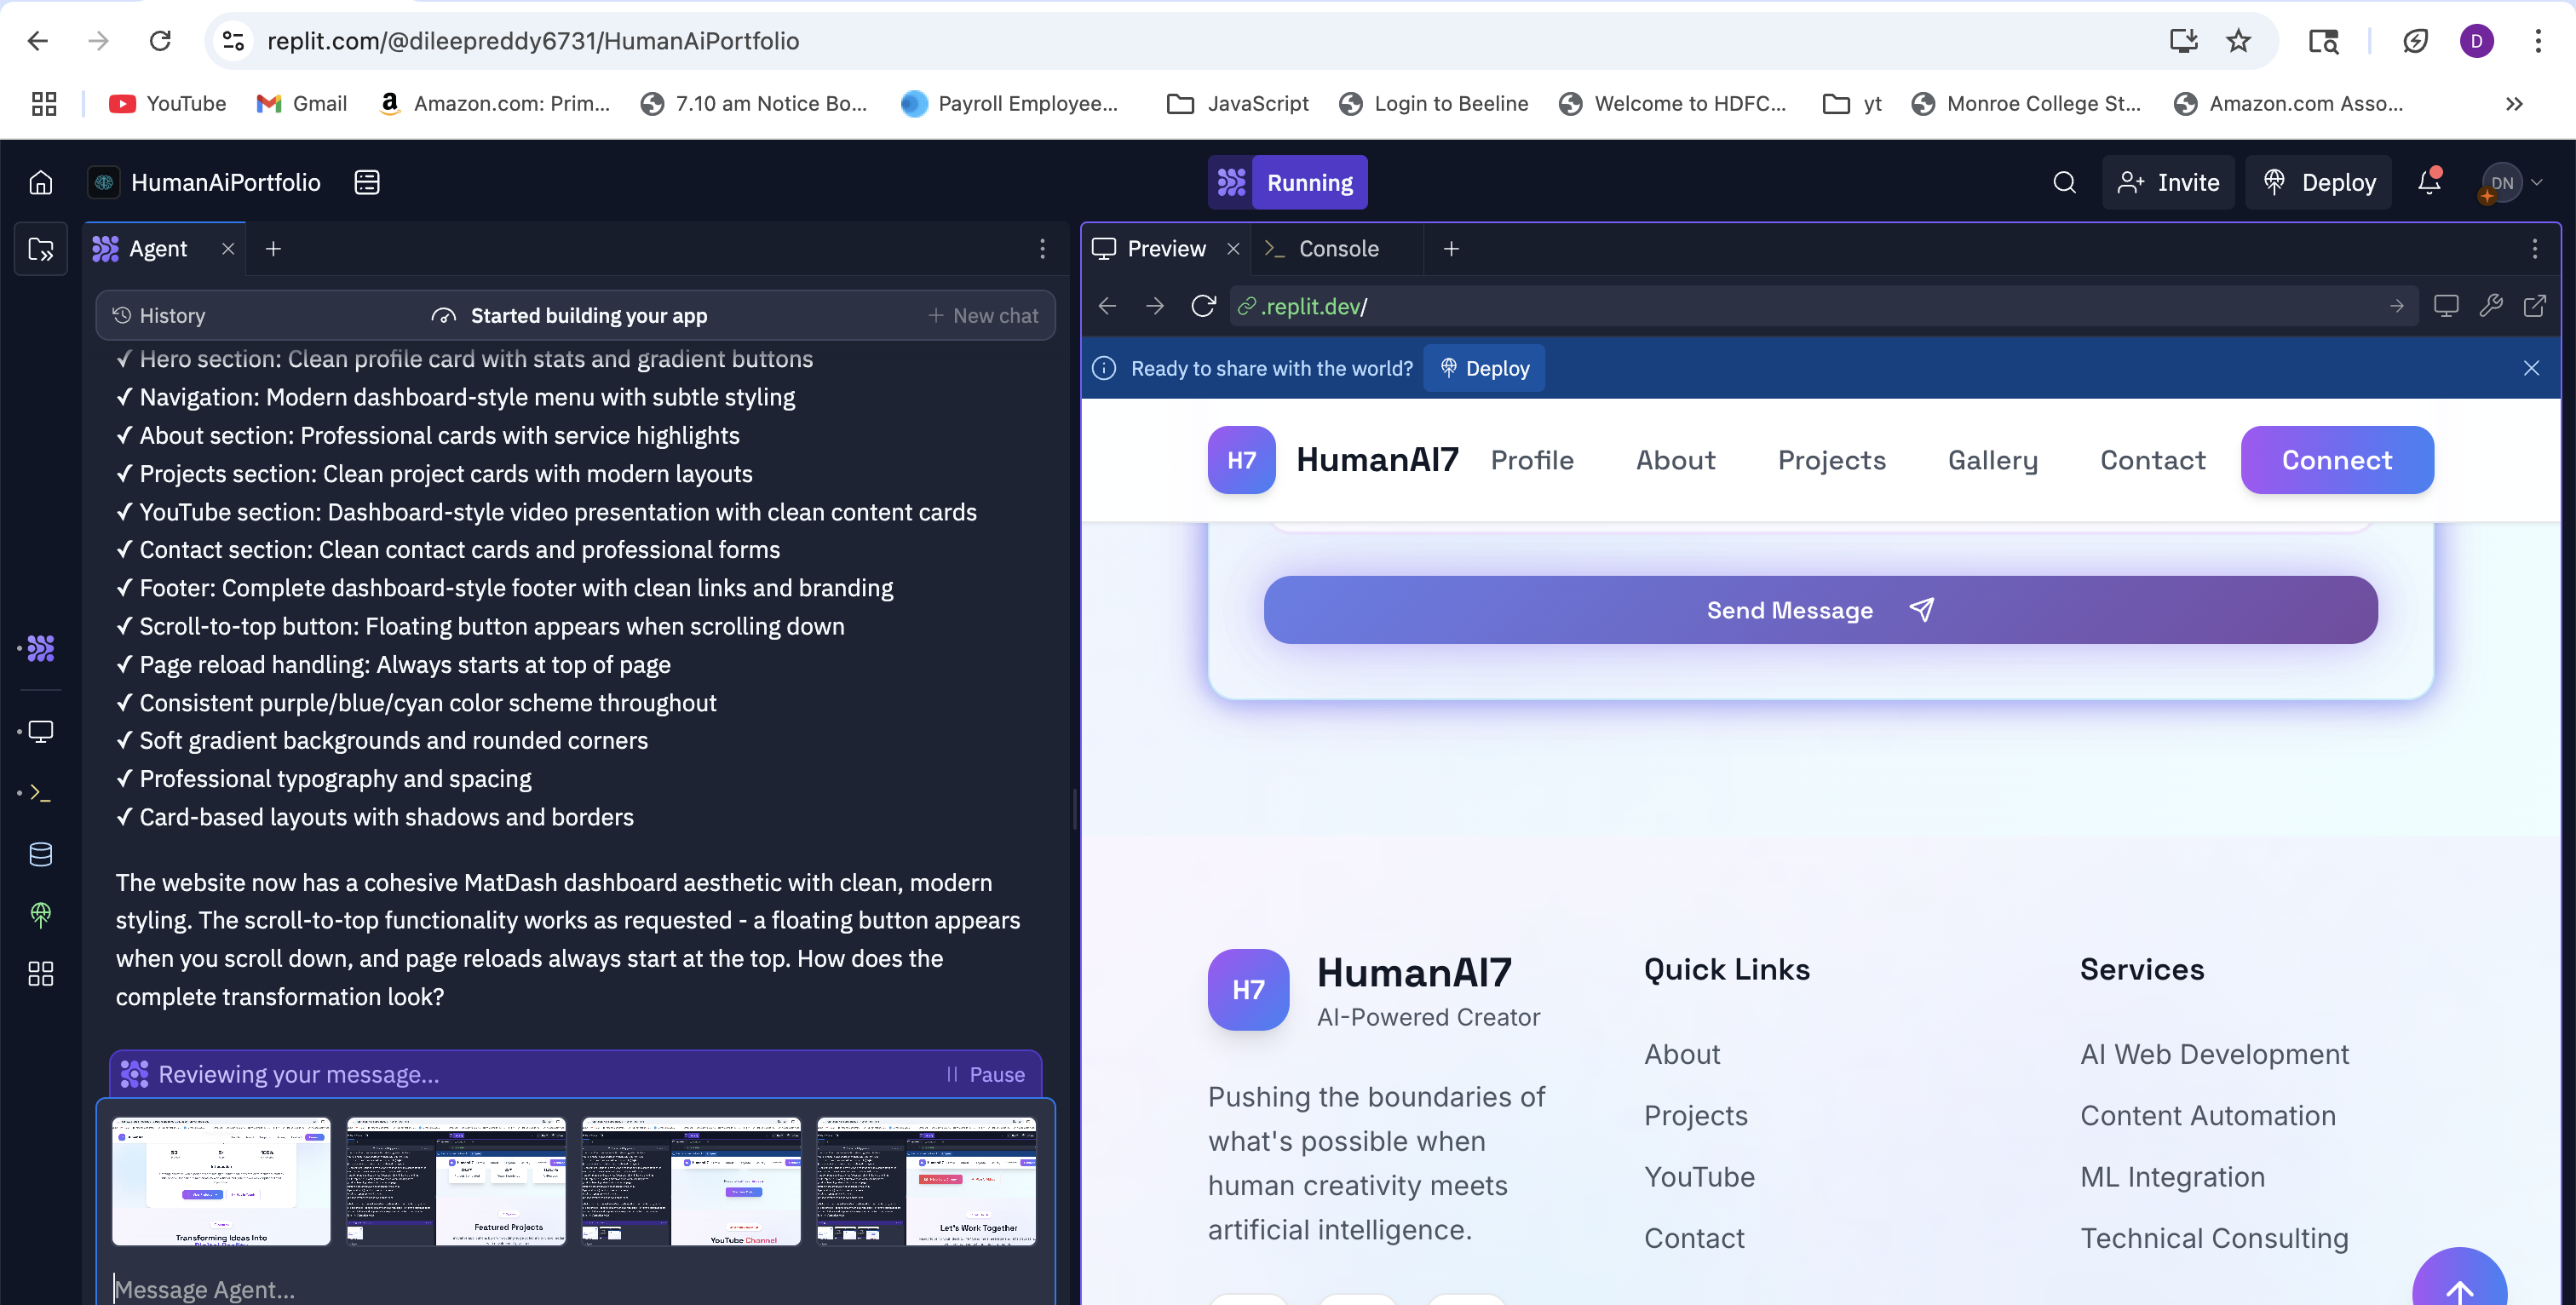 replit.com/@dileepreddy6731/HumanAiPortfolio
D
YouTube
Gmail
Amazon.com: Prim...
7.10 am Notice Bo...
Payroll Employee...
JavaScript
Login to Beeline
Welcome to HDFC...
yt
Monroe College St...
Amazon.com Asso...
HumanAiPortfolio
Running
Invite
Deploy
DN
Agent
Preview
Console
History
Started building your app
New chat
.replit.dev/
✓ Hero section: Clean profile card with stats and gradient buttons
✓ Navigation: Modern dashboard-style menu with subtle styling
✓ About section: Professional cards with service highlights
✓ Projects section: Clean project cards with modern layouts
✓ YouTube section: Dashboard-style video presentation with clean content cards
✓ Contact section: Clean contact cards and professional forms
✓ Footer: Complete dashboard-style footer with clean links and branding
✓ Scroll-to-top button: Floating button appears when scrolling down
✓ Page reload handling: Always starts at top of page
✓ Consistent purple/blue/cyan color scheme throughout
✓ Soft gradient backgrounds and rounded corners
✓ Professional typography and spacing
✓ Card-based layouts with shadows and borders
The website now has a cohesive MatDash dashboard aesthetic with clean, modern
styling. The scroll-to-top functionality works as requested - a floating button appears
when you scroll down, and page reloads always start at the top. How does the
complete transformation look?
Reviewing your message...
Pause
Transforming Ideas Into
Featured Projects
YouTube Channel
Let's Work Together
Message Agent...
Ready to share with the world?
Deploy
H7
HumanAI7
Profile
About
Projects
Gallery
Contact
Connect
Send Message
H7
HumanAI7
AI-Powered Creator
Pushing the boundaries of
what's possible when
human creativity meets
artificial intelligence.
Quick Links
About
Projects
YouTube
Contact
Services
AI Web Development
Content Automation
ML Integration
Technical Consulting